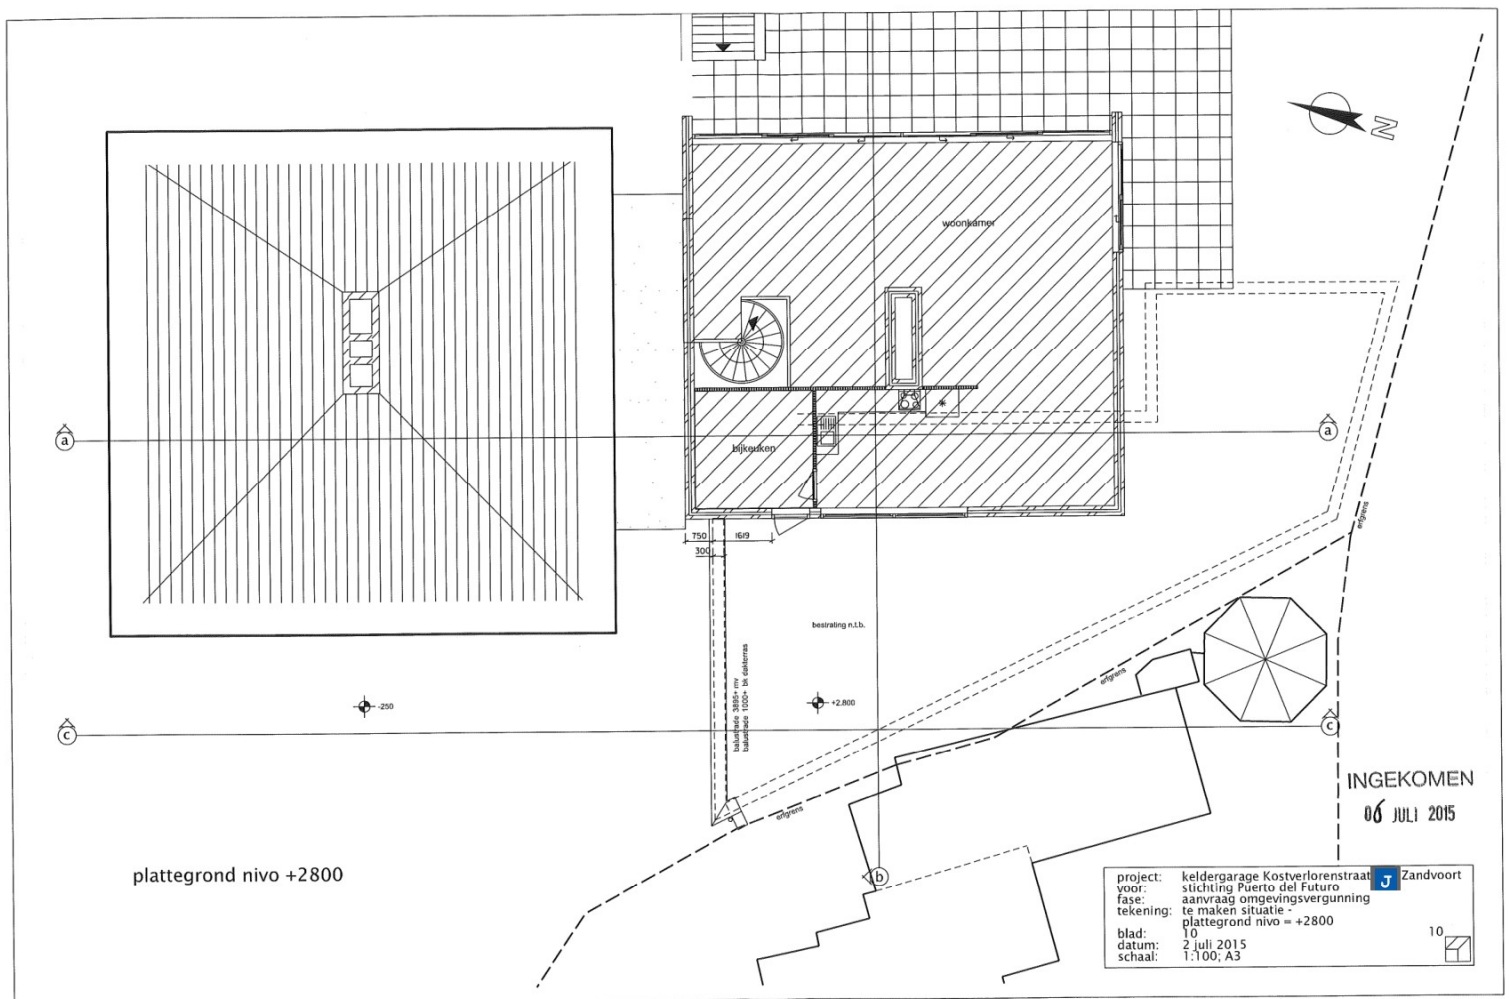 N
woonkamer
a
a
bijkeuken
erfgrens
750
1619
300
bestrating n.t.b.
erfgrens
balustrade 3895+ mv
balustrade 1000+ bk dakterras
-250
+2.800
c
c
INGEKOMEN
06 JULI 2015
erfgrens
plattegrond nivo +2800
b
project: keldergarage Kostverlorenstraat J Zandvoort
voor: stichting Puerto del Futuro
fase: aanvraag omgevingsvergunning
tekening: te maken situatie -
plattegrond nivo = +2800
blad: 10
10
datum: 2 juli 2015
schaal: 1:100; A3